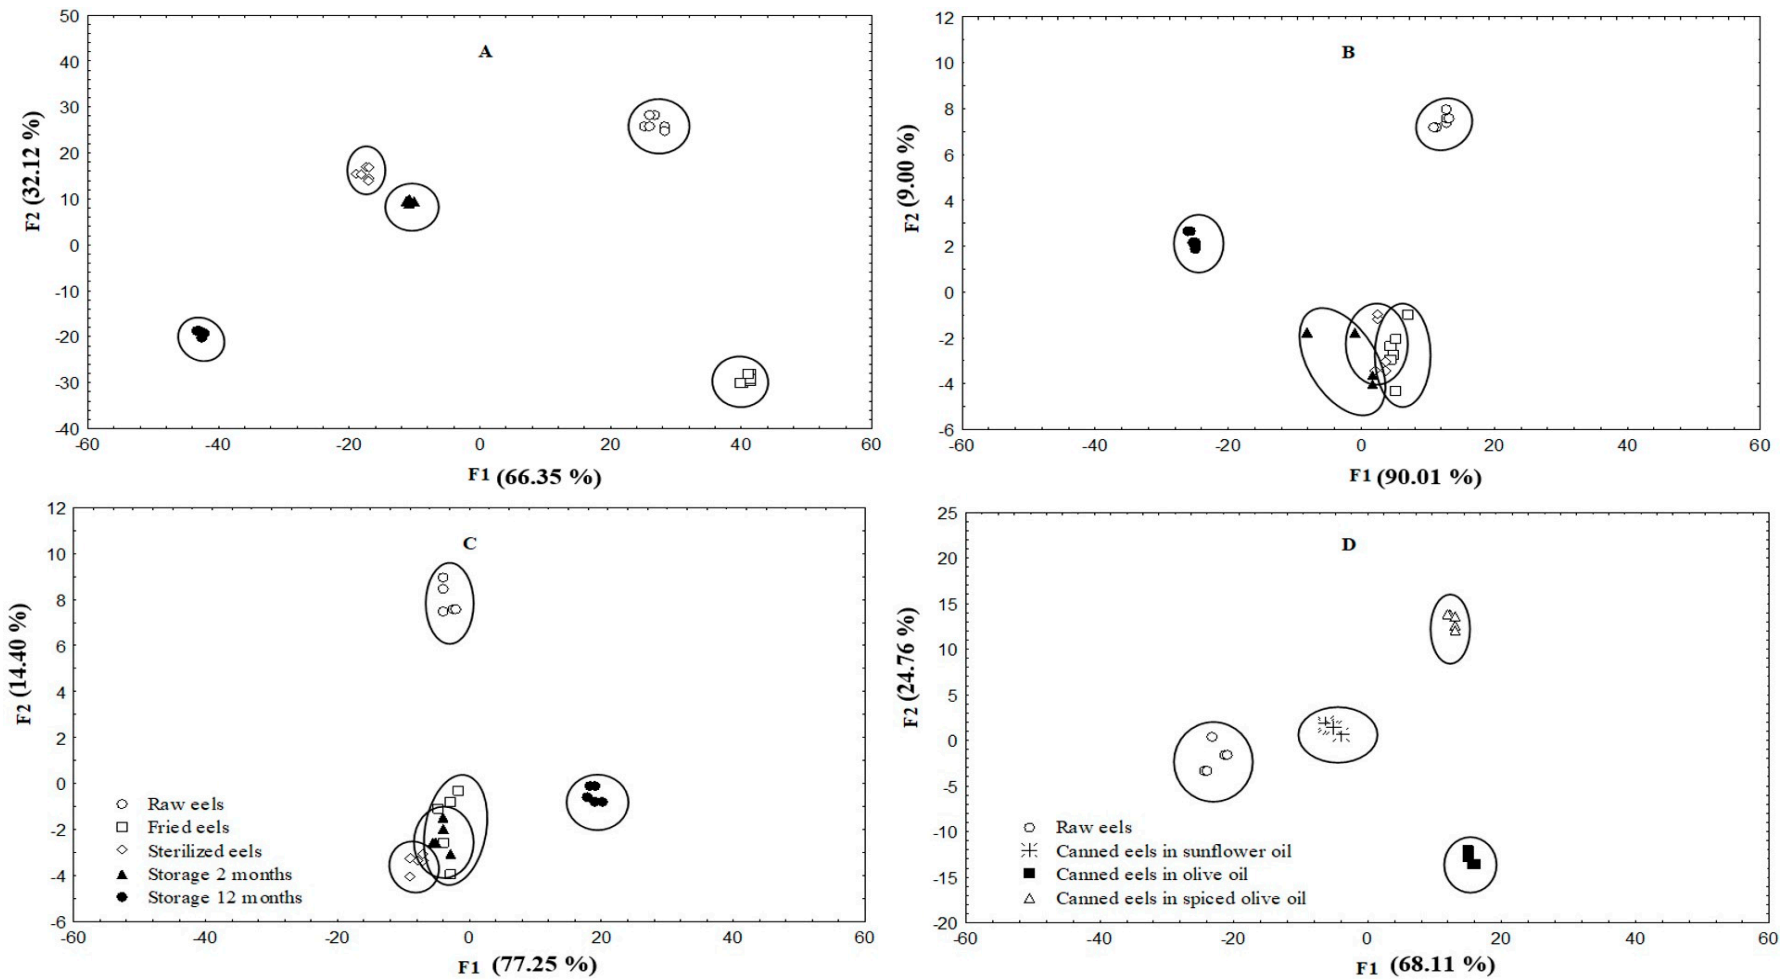 A
50
40
30
20
10
0
-10
-20
-30
-40
-60 -40 -20 0 20 40 60
F2 (32.12 %)
F1 (66.35 %)
B
12
10
8
6
4
2
0
-2
-4
-6
-60 -40 -20 0 20 40 60
F2 (9.00 %)
F1 (90.01 %)
C
12
10
8
6
4
2
0
-2
-4
-6
-60 -40 -20 0 20 40 60
F2 (14.40 %)
F1 (77.25 %)
Raw eels
Fried eels
Sterilized eels
Storage 2 months
Storage 12 months
D
25
20
15
10
5
0
-5
-10
-15
-20
-60 -40 -20 0 20 40 60
F2 (24.76 %)
F1 (68.11 %)
Raw eels
Canned eels in sunflower oil
Canned eels in olive oil
Canned eels in spiced olive oil